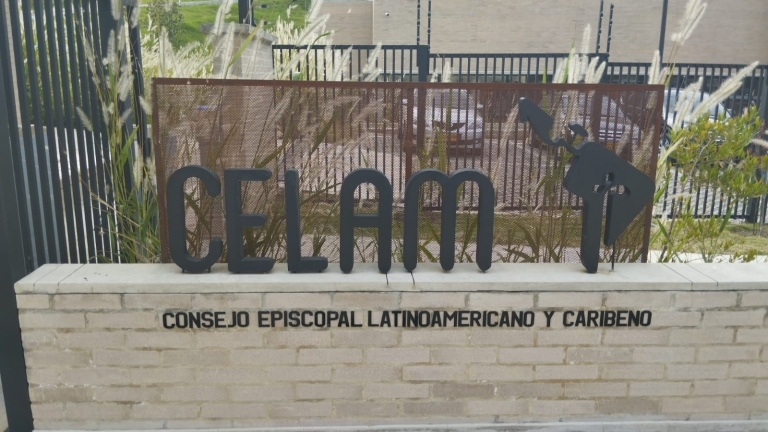 CELAM
CONSEJO EPISCOPAL LATINOAMERICANO Y CARIBENO